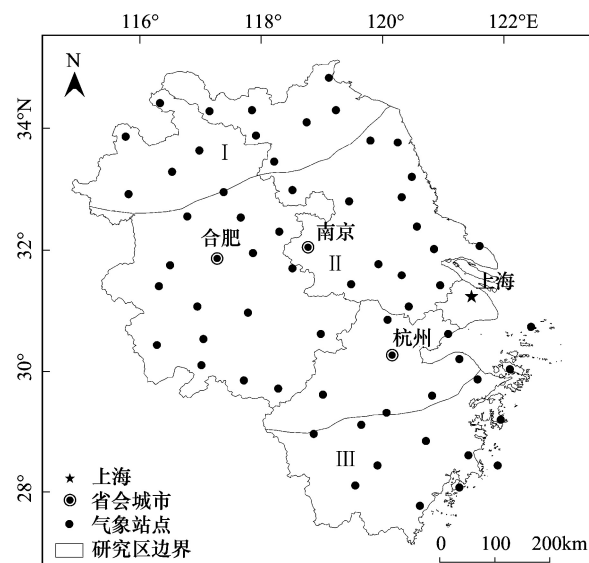 116° 118° 120° 122°E
N
34°N
I
32°
合肥
南京
II
上海
杭州
30°
III
28°
上海
省会城市
气象站点
研究区边界
0 100 200km